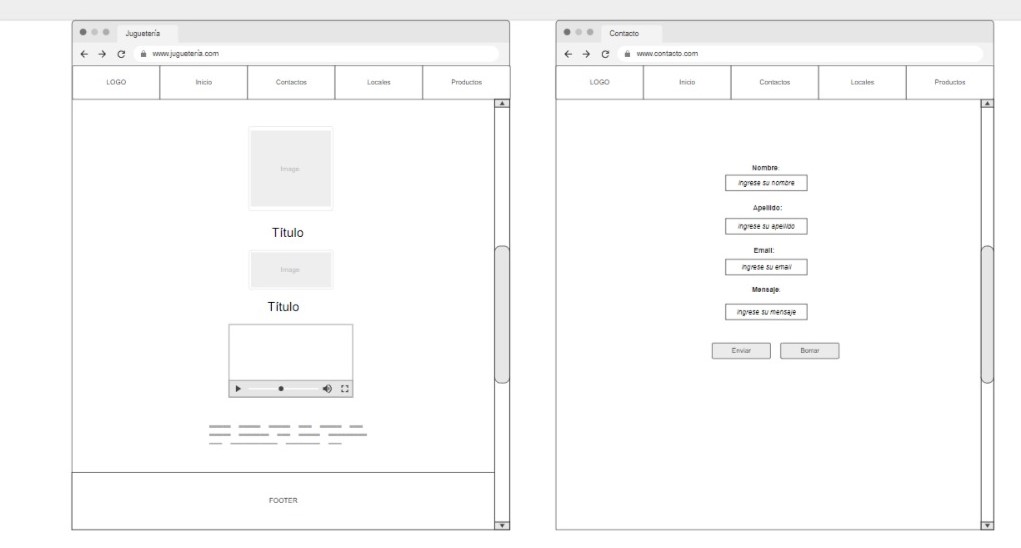 Juguetería
www.juguetería.com
LOGO Inicio Contactos Locales Productos
Image
Título
Image
Título
FOOTER
Contacto
www.contacto.com
LOGO Inicio Contactos Locales Productos
Nombre:
ingrese su nombre
Apellido:
ingrese su apellido
Email:
ingrese su email
Mensaje:
ingrese su mensaje
Enviar Borrar